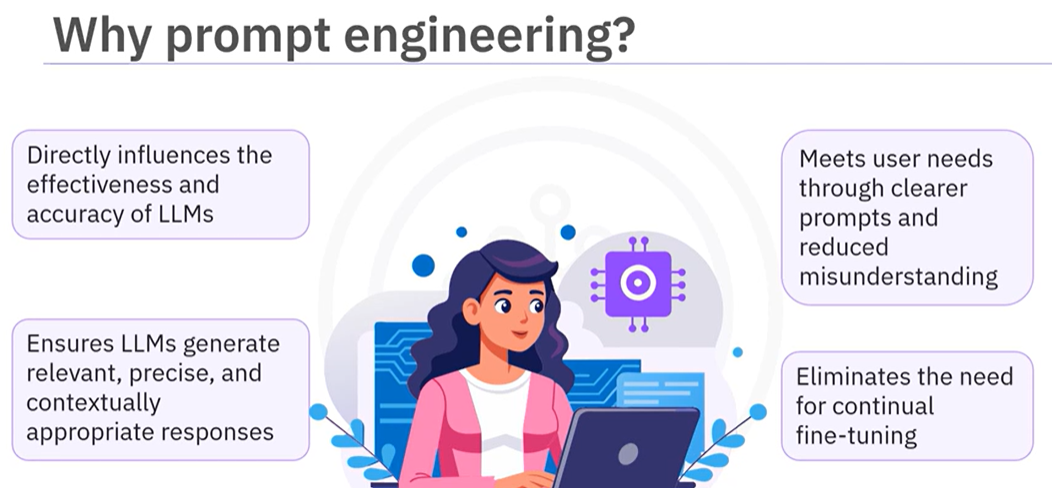 Why prompt engineering?
Directly influences the
effectiveness and
accuracy of LLMs
Ensures LLMs generate
relevant, precise, and
contextually
appropriate responses
Meets user needs
through clearer
prompts and
reduced
misunderstanding
Eliminates the need
for continual
fine-tuning